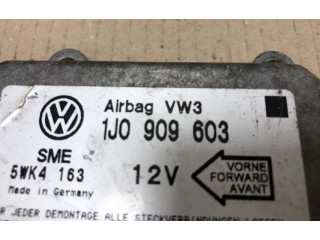 Airbag VW3
1J0 909 603
SME
5WK4 163
Made in Germany
12V
VORNE
FORWARD
AVANT
JEDER DEMONTAGE ALLE STECKVERBINDUNGEN